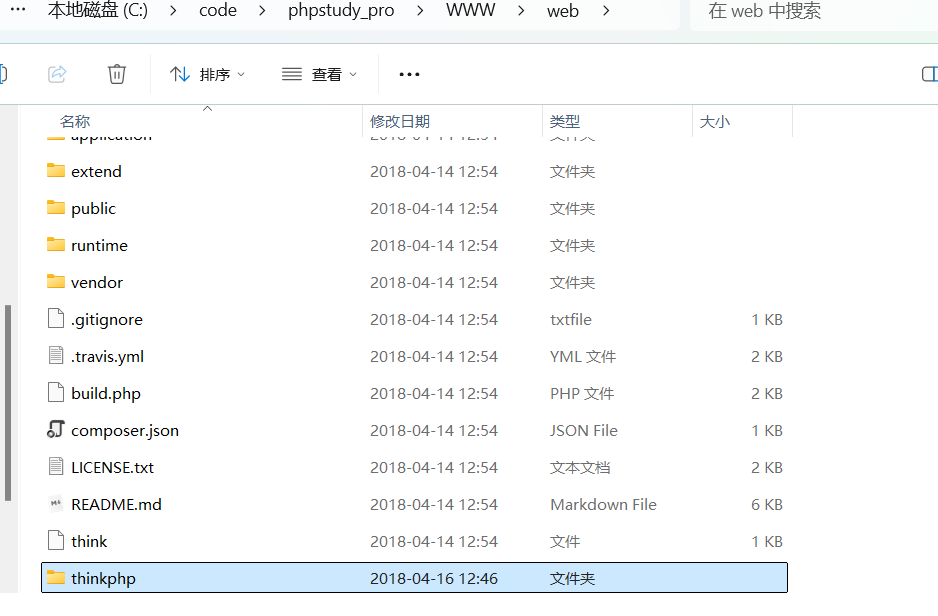 ··· 本地磁盘 (C:) > code > phpstudy_pro > WWW > web > 在 web 中搜索
排序 查看 ···
名称 修改日期 类型 大小
application 2018-04-14 12:54 文件夹
extend 2018-04-14 12:54 文件夹
public 2018-04-14 12:54 文件夹
runtime 2018-04-14 12:54 文件夹
vendor 2018-04-14 12:54 文件夹
.gitignore 2018-04-14 12:54 txtfile 1 KB
.travis.yml 2018-04-14 12:54 YML 文件 2 KB
build.php 2018-04-14 12:54 PHP 文件 2 KB
composer.json 2018-04-14 12:54 JSON File 1 KB
LICENSE.txt 2018-04-14 12:54 文本文档 2 KB
README.md 2018-04-14 12:54 Markdown File 6 KB
think 2018-04-14 12:54 文件 1 KB
thinkphp 2018-04-16 12:46 文件夹